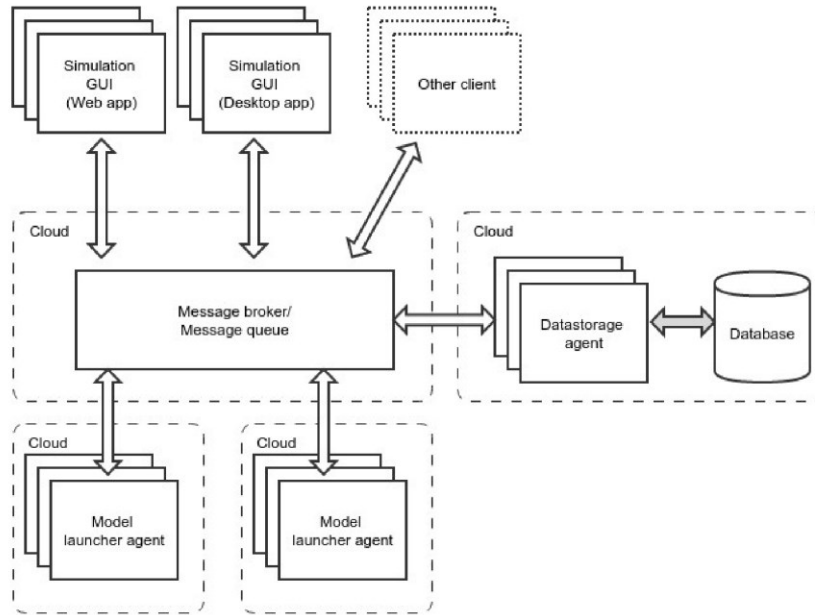 Simulation
GUI
(Web app)
Simulation
GUI
(Desktop app)
Other client
Cloud
Message broker/
Message queue
Cloud
Datastorage
agent
Database
Cloud
Model
launcher agent
Cloud
Model
launcher agent